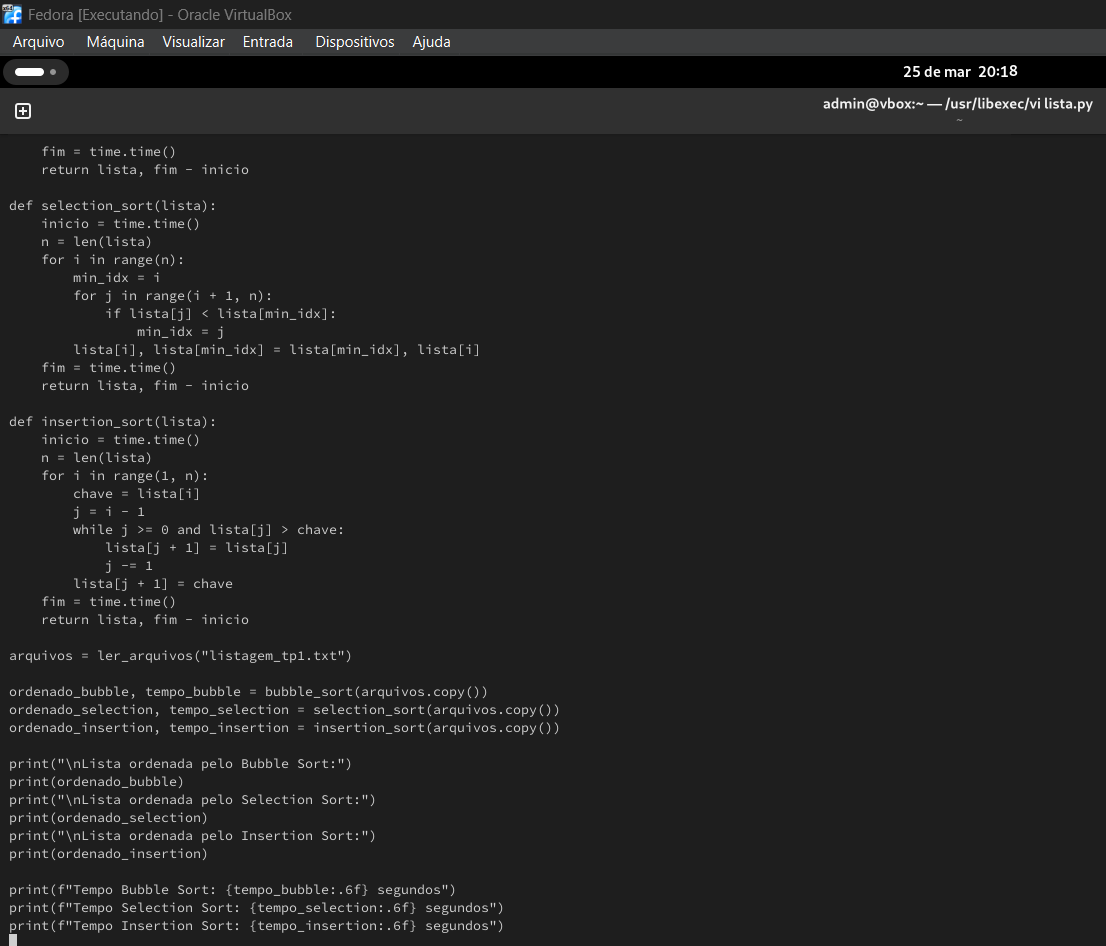 Fedora [Executando] - Oracle VirtualBox
Arquivo Máquina Visualizar Entrada Dispositivos Ajuda
25 de mar 20:18
admin@vbox:~ — /usr/libexec/vi lista.py
~
    fim = time.time()
    return lista, fim - inicio

def selection_sort(lista):
    inicio = time.time()
    n = len(lista)
    for i in range(n):
        min_idx = i
        for j in range(i + 1, n):
            if lista[j] < lista[min_idx]:
                min_idx = j
        lista[i], lista[min_idx] = lista[min_idx], lista[i]
    fim = time.time()
    return lista, fim - inicio

def insertion_sort(lista):
    inicio = time.time()
    n = len(lista)
    for i in range(1, n):
        chave = lista[i]
        j = i - 1
        while j >= 0 and lista[j] > chave:
            lista[j + 1] = lista[j]
            j -= 1
        lista[j + 1] = chave
    fim = time.time()
    return lista, fim - inicio

arquivos = ler_arquivos("listagem_tp1.txt")

ordenado_bubble, tempo_bubble = bubble_sort(arquivos.copy())
ordenado_selection, tempo_selection = selection_sort(arquivos.copy())
ordenado_insertion, tempo_insertion = insertion_sort(arquivos.copy())

print("\nLista ordenada pelo Bubble Sort:")
print(ordenado_bubble)
print("\nLista ordenada pelo Selection Sort:")
print(ordenado_selection)
print("\nLista ordenada pelo Insertion Sort:")
print(ordenado_insertion)

print(f"Tempo Bubble Sort: {tempo_bubble:.6f} segundos")
print(f"Tempo Selection Sort: {tempo_selection:.6f} segundos")
print(f"Tempo Insertion Sort: {tempo_insertion:.6f} segundos")